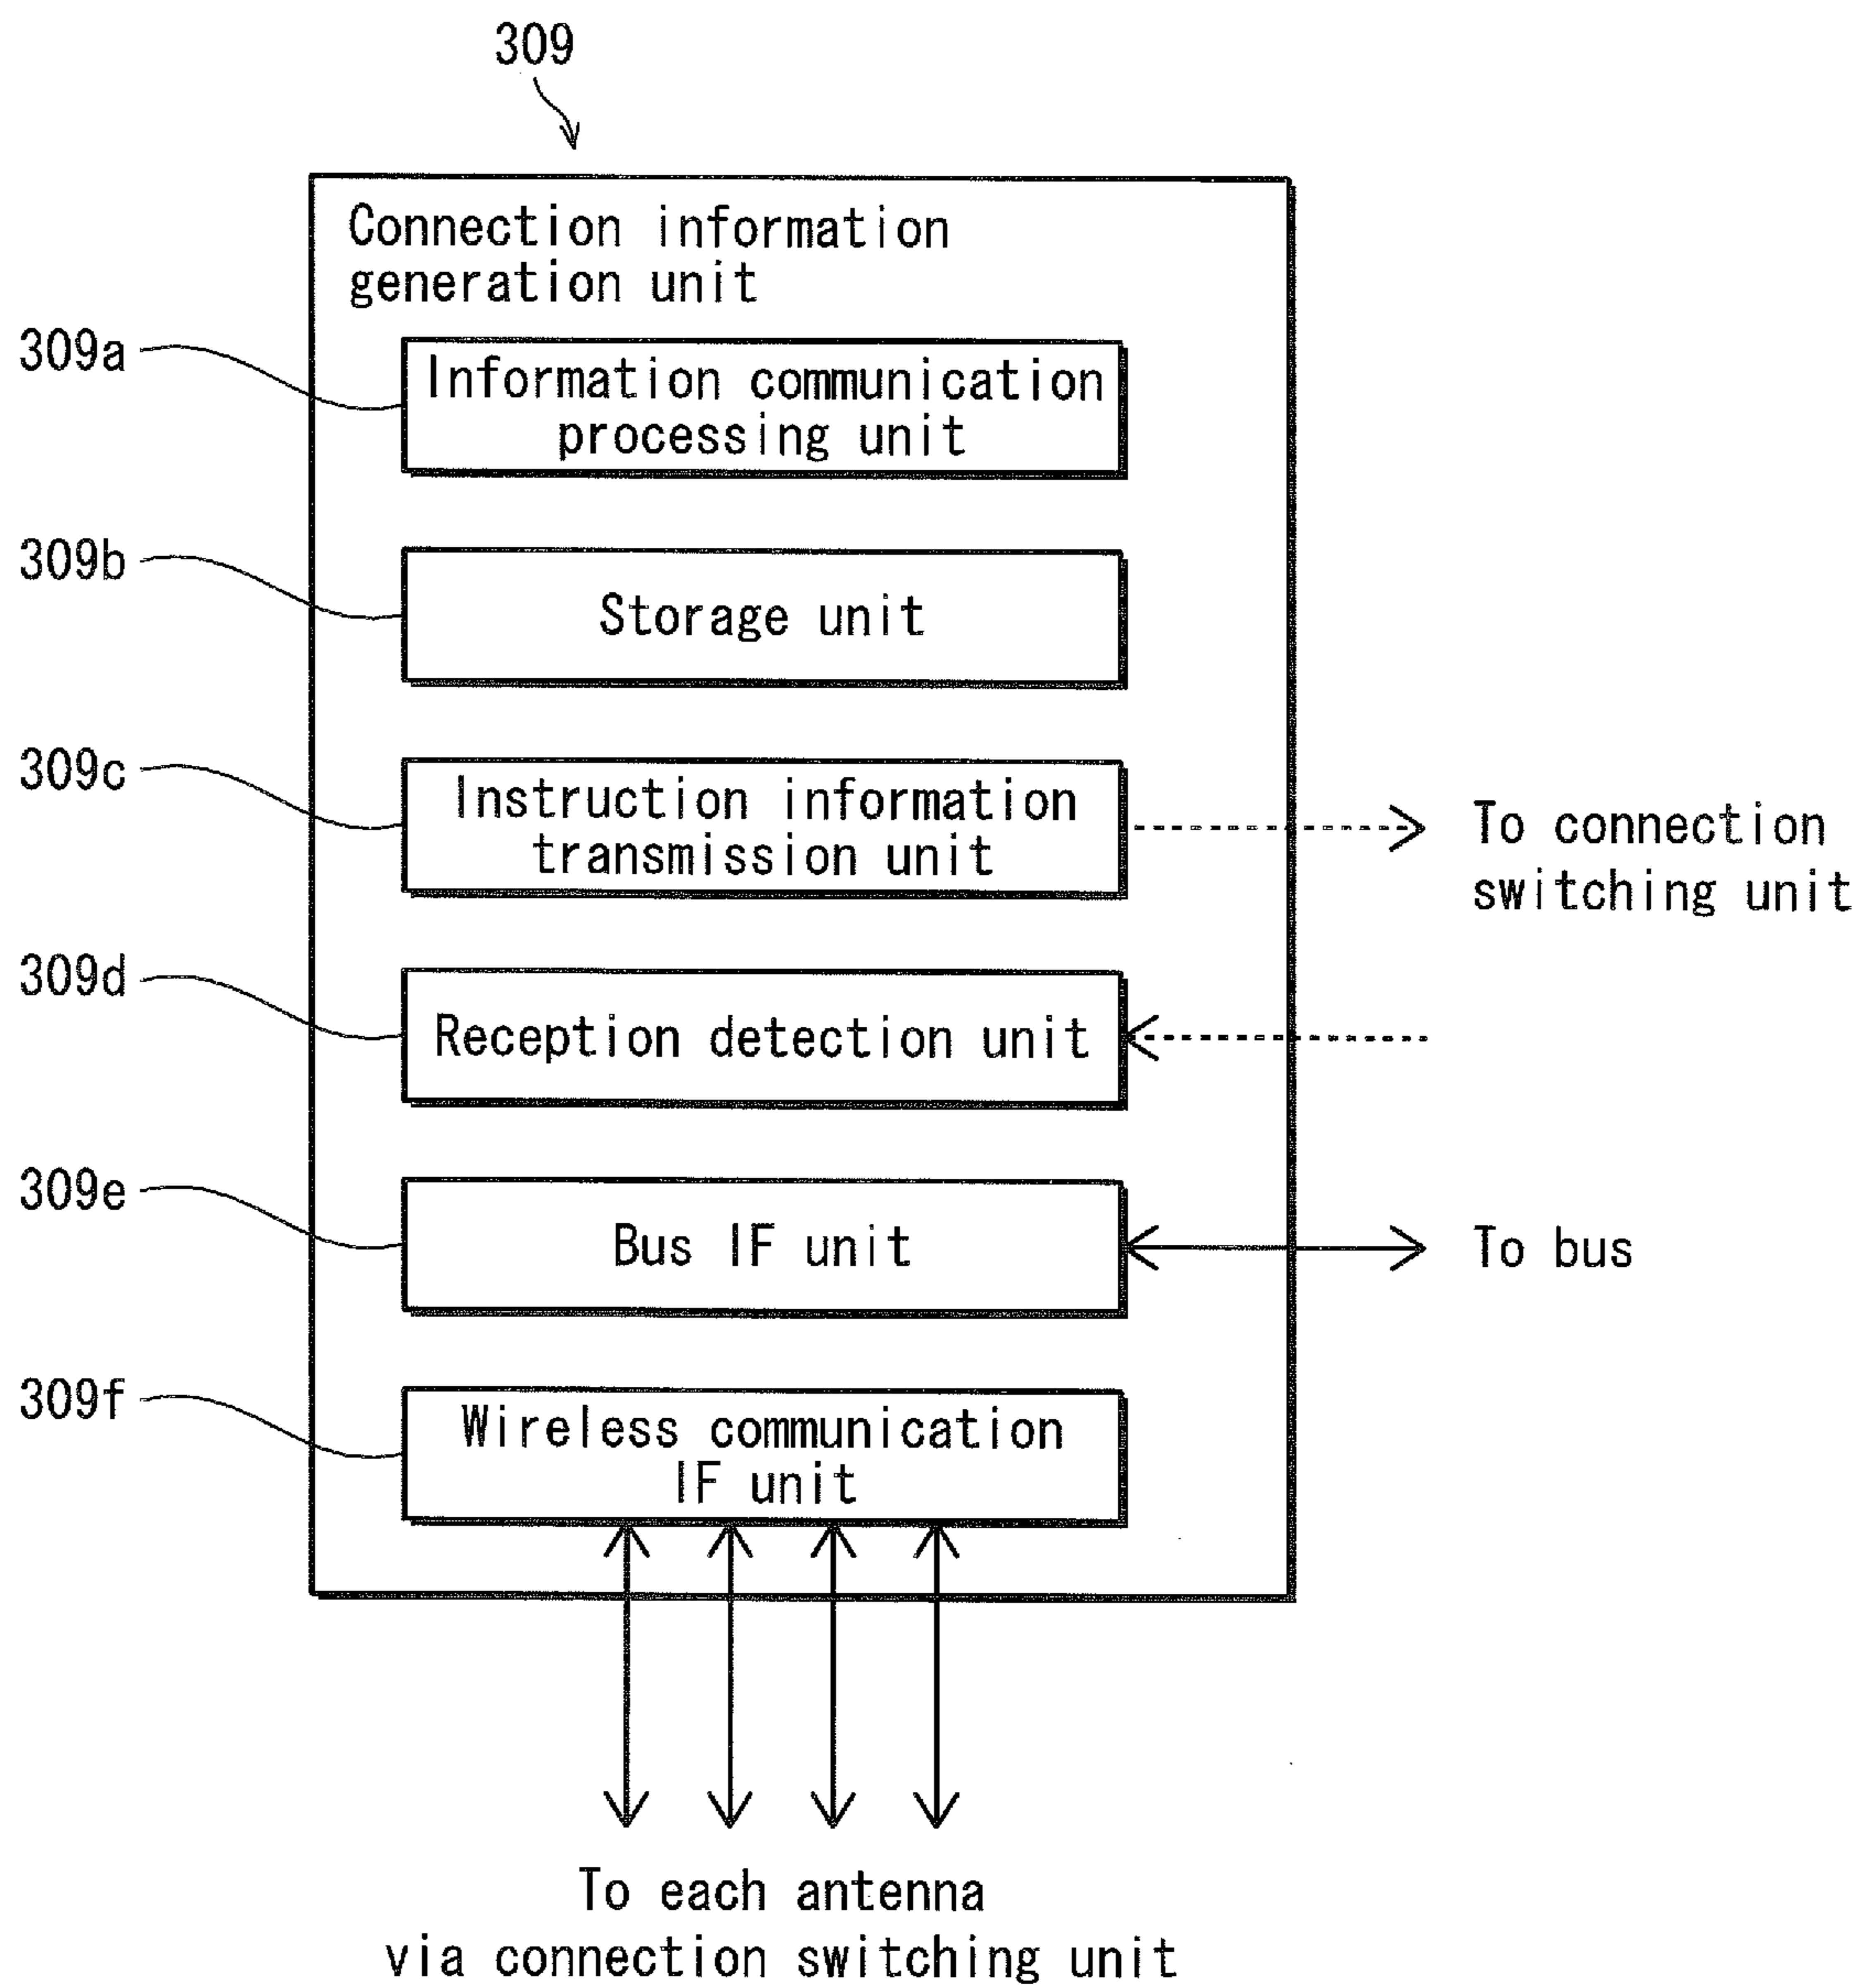 309
Connection information
generation unit
309a
Information communication
processing unit
309b
Storage unit
309c
Instruction information
transmission unit
To connection
switching unit
309d
Reception detection unit
309e
Bus IF unit
To bus
309f
Wireless communication
IF unit
To each antenna
via connection switching unit